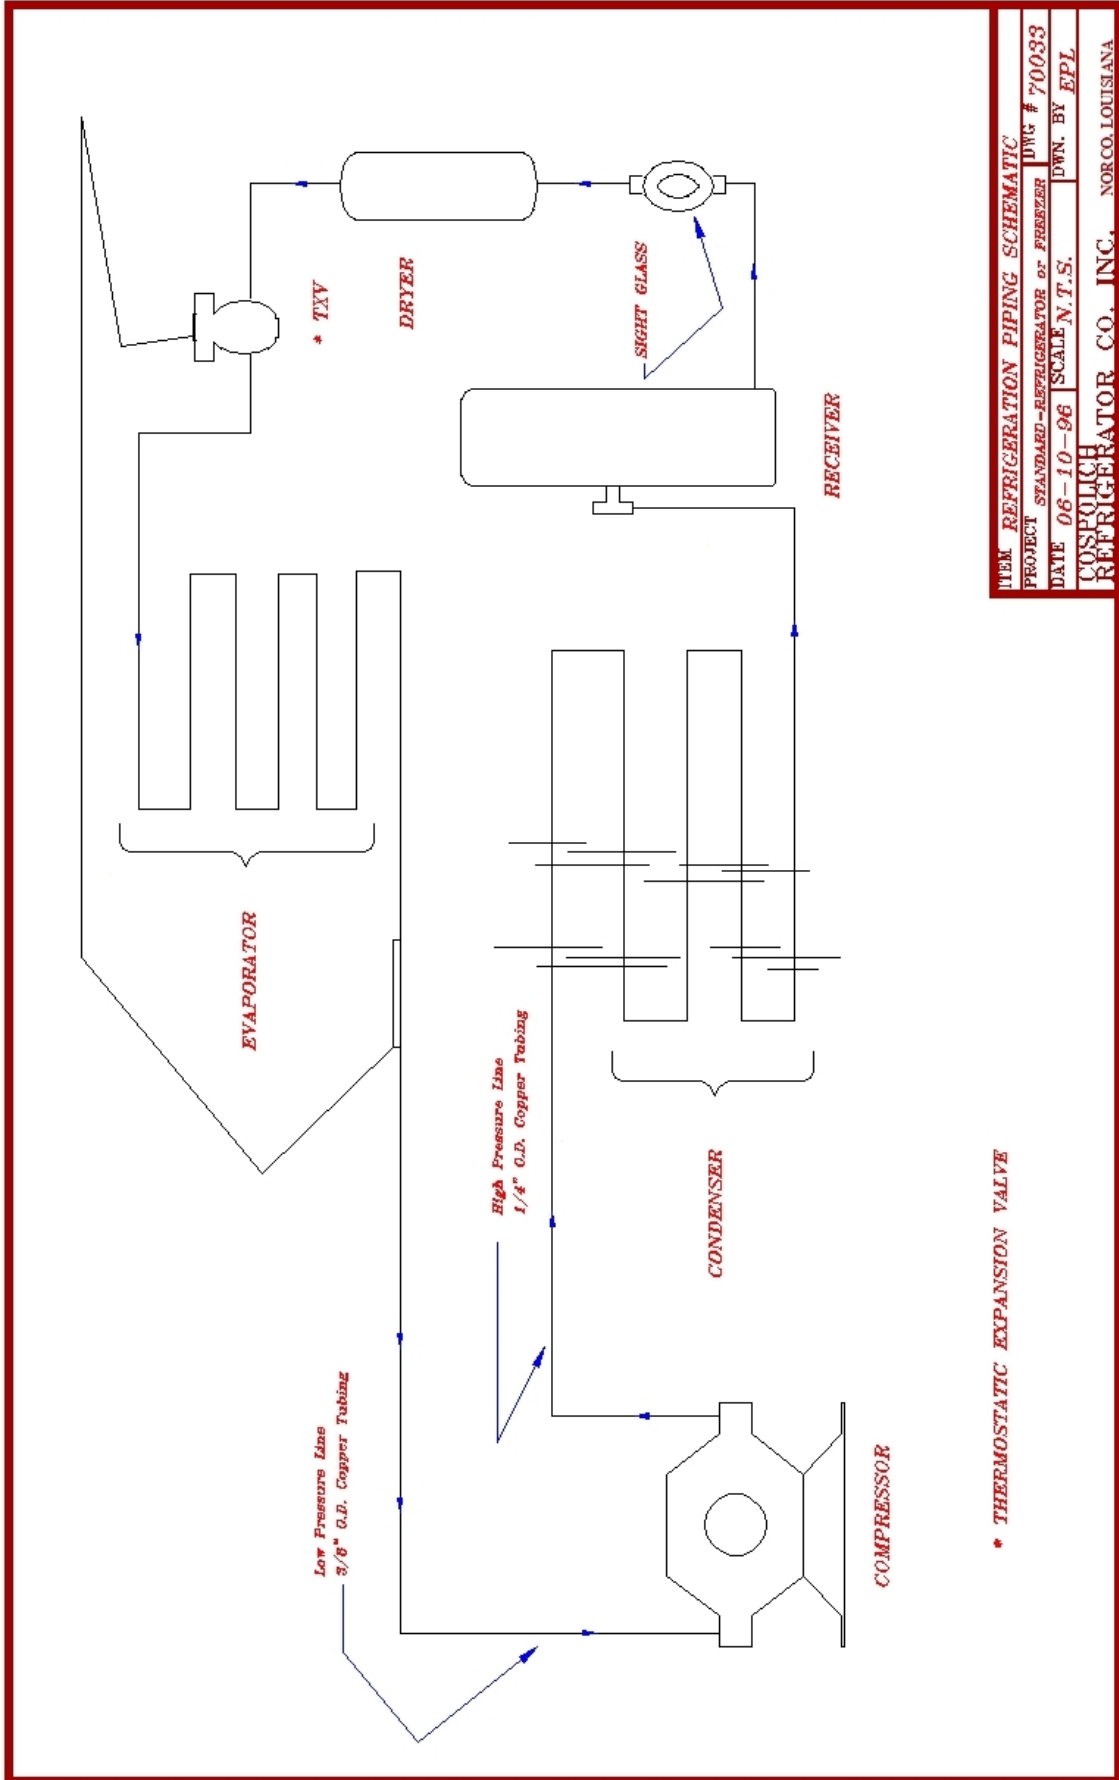 Low Pressure Line
3/8" O.D. Copper Tubing
EVAPORATOR
* TXV
DRYER
High Pressure Line
1/4" O.D. Copper Tubing
SIGHT GLASS
CONDENSER
RECEIVER
COMPRESSOR
* THERMOSTATIC EXPANSION VALVE
ITEM REFRIGERATION PIPING SCHEMATIC
PROJECT STANDARD-REFRIGERATOR or FREEZER DWG # 70033
DATE 06-10-96 SCALE N.T.S. DWN. BY EPL
COSPOLICH
REFRIGERATOR CO. INC. NORCO, LOUISIANA